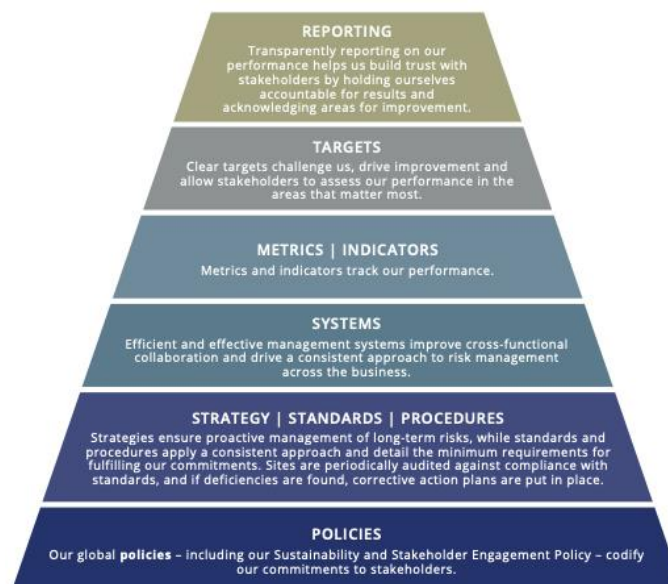 REPORTING
Transparently reporting on our
performance helps us build trust with
stakeholders by holding ourselves
accountable for results and
acknowledging areas for improvement.
TARGETS
Clear targets challenge us, drive improvement and
allow stakeholders to assess our performance in the
areas that matter most.
METRICS | INDICATORS
Metrics and indicators track our performance.
SYSTEMS
Efficient and effective management systems improve cross-functional
collaboration and drive a consistent approach to risk management
across the business.
STRATEGY | STANDARDS | PROCEDURES
Strategies ensure proactive management of long-term risks, while standards and
procedures apply a consistent approach and detail the minimum requirements for
fulfilling our commitments. Sites are periodically audited against compliance with
standards, and if deficiencies are found, corrective action plans are put in place.
POLICIES
Our global policies – including our Sustainability and Stakeholder Engagement Policy – codify
our commitments to stakeholders.